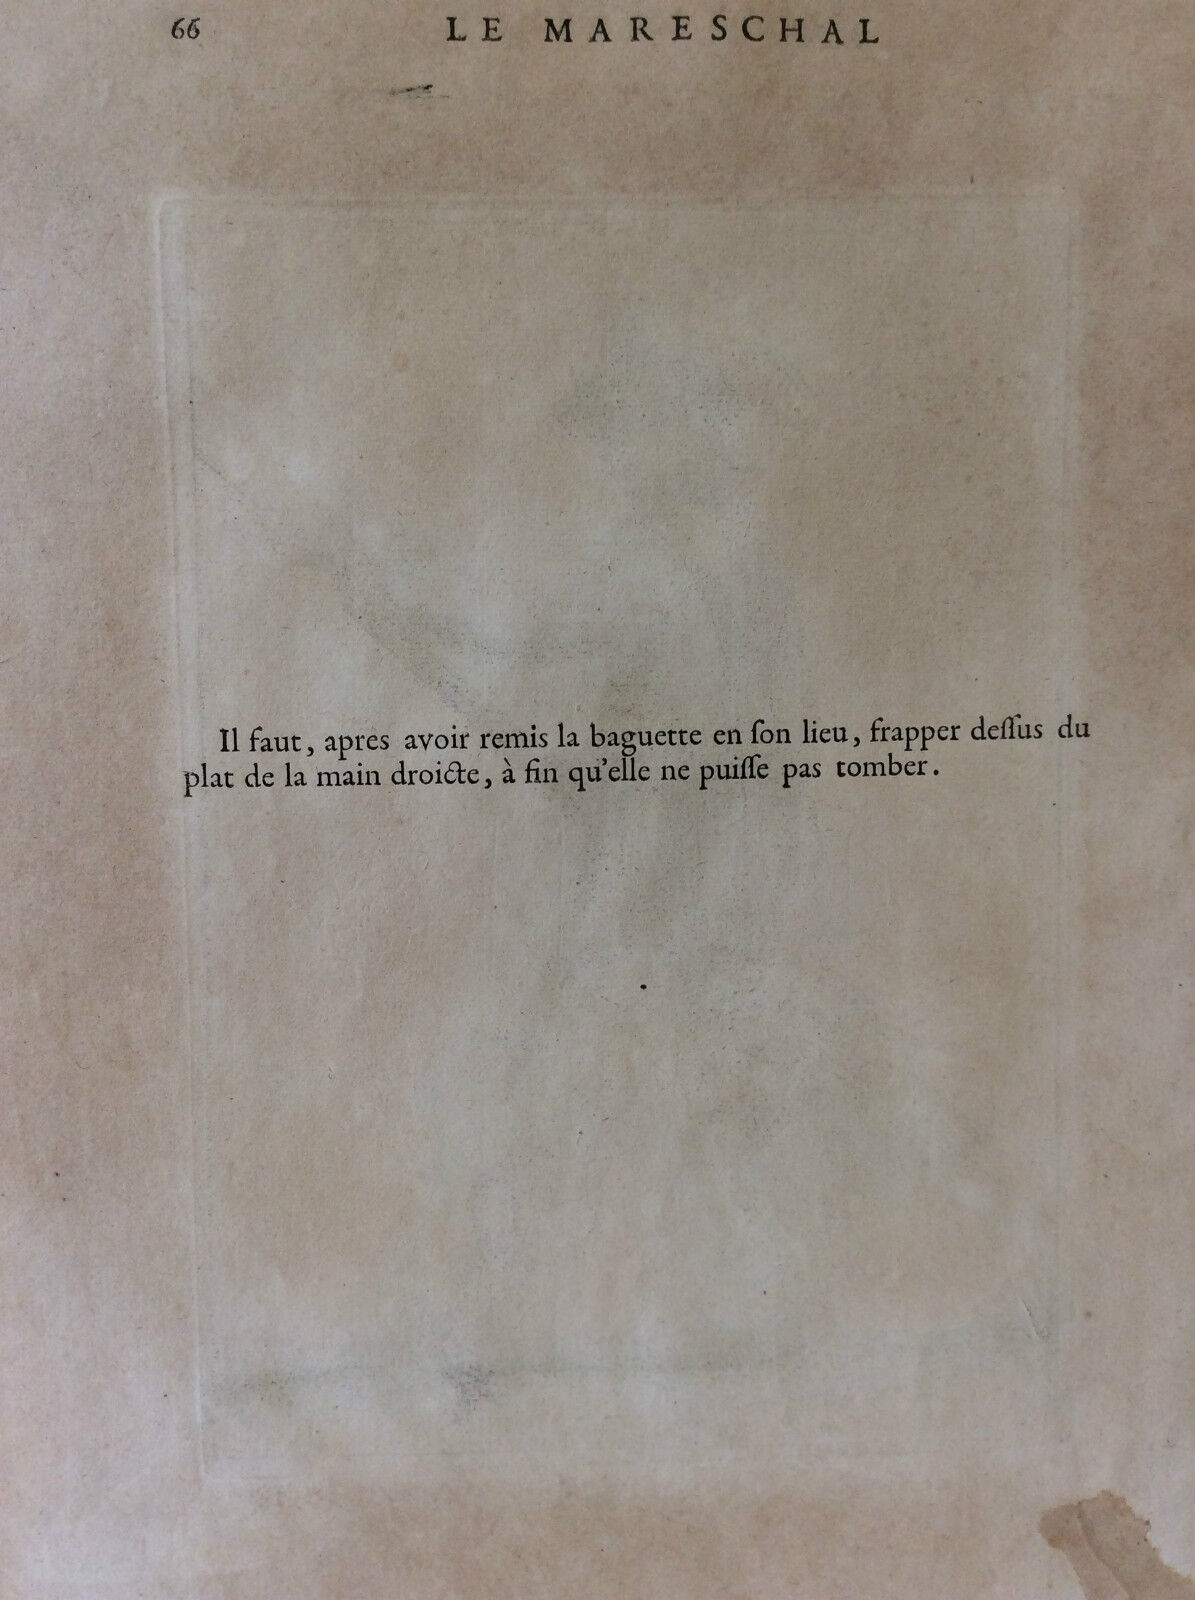 66 LE MARESCHAL
Il faut, apres avoir remis la baguette en ſon lieu, frapper deſſus du
plat de la main droicte, à fin qu'elle ne puiſſe pas tomber.